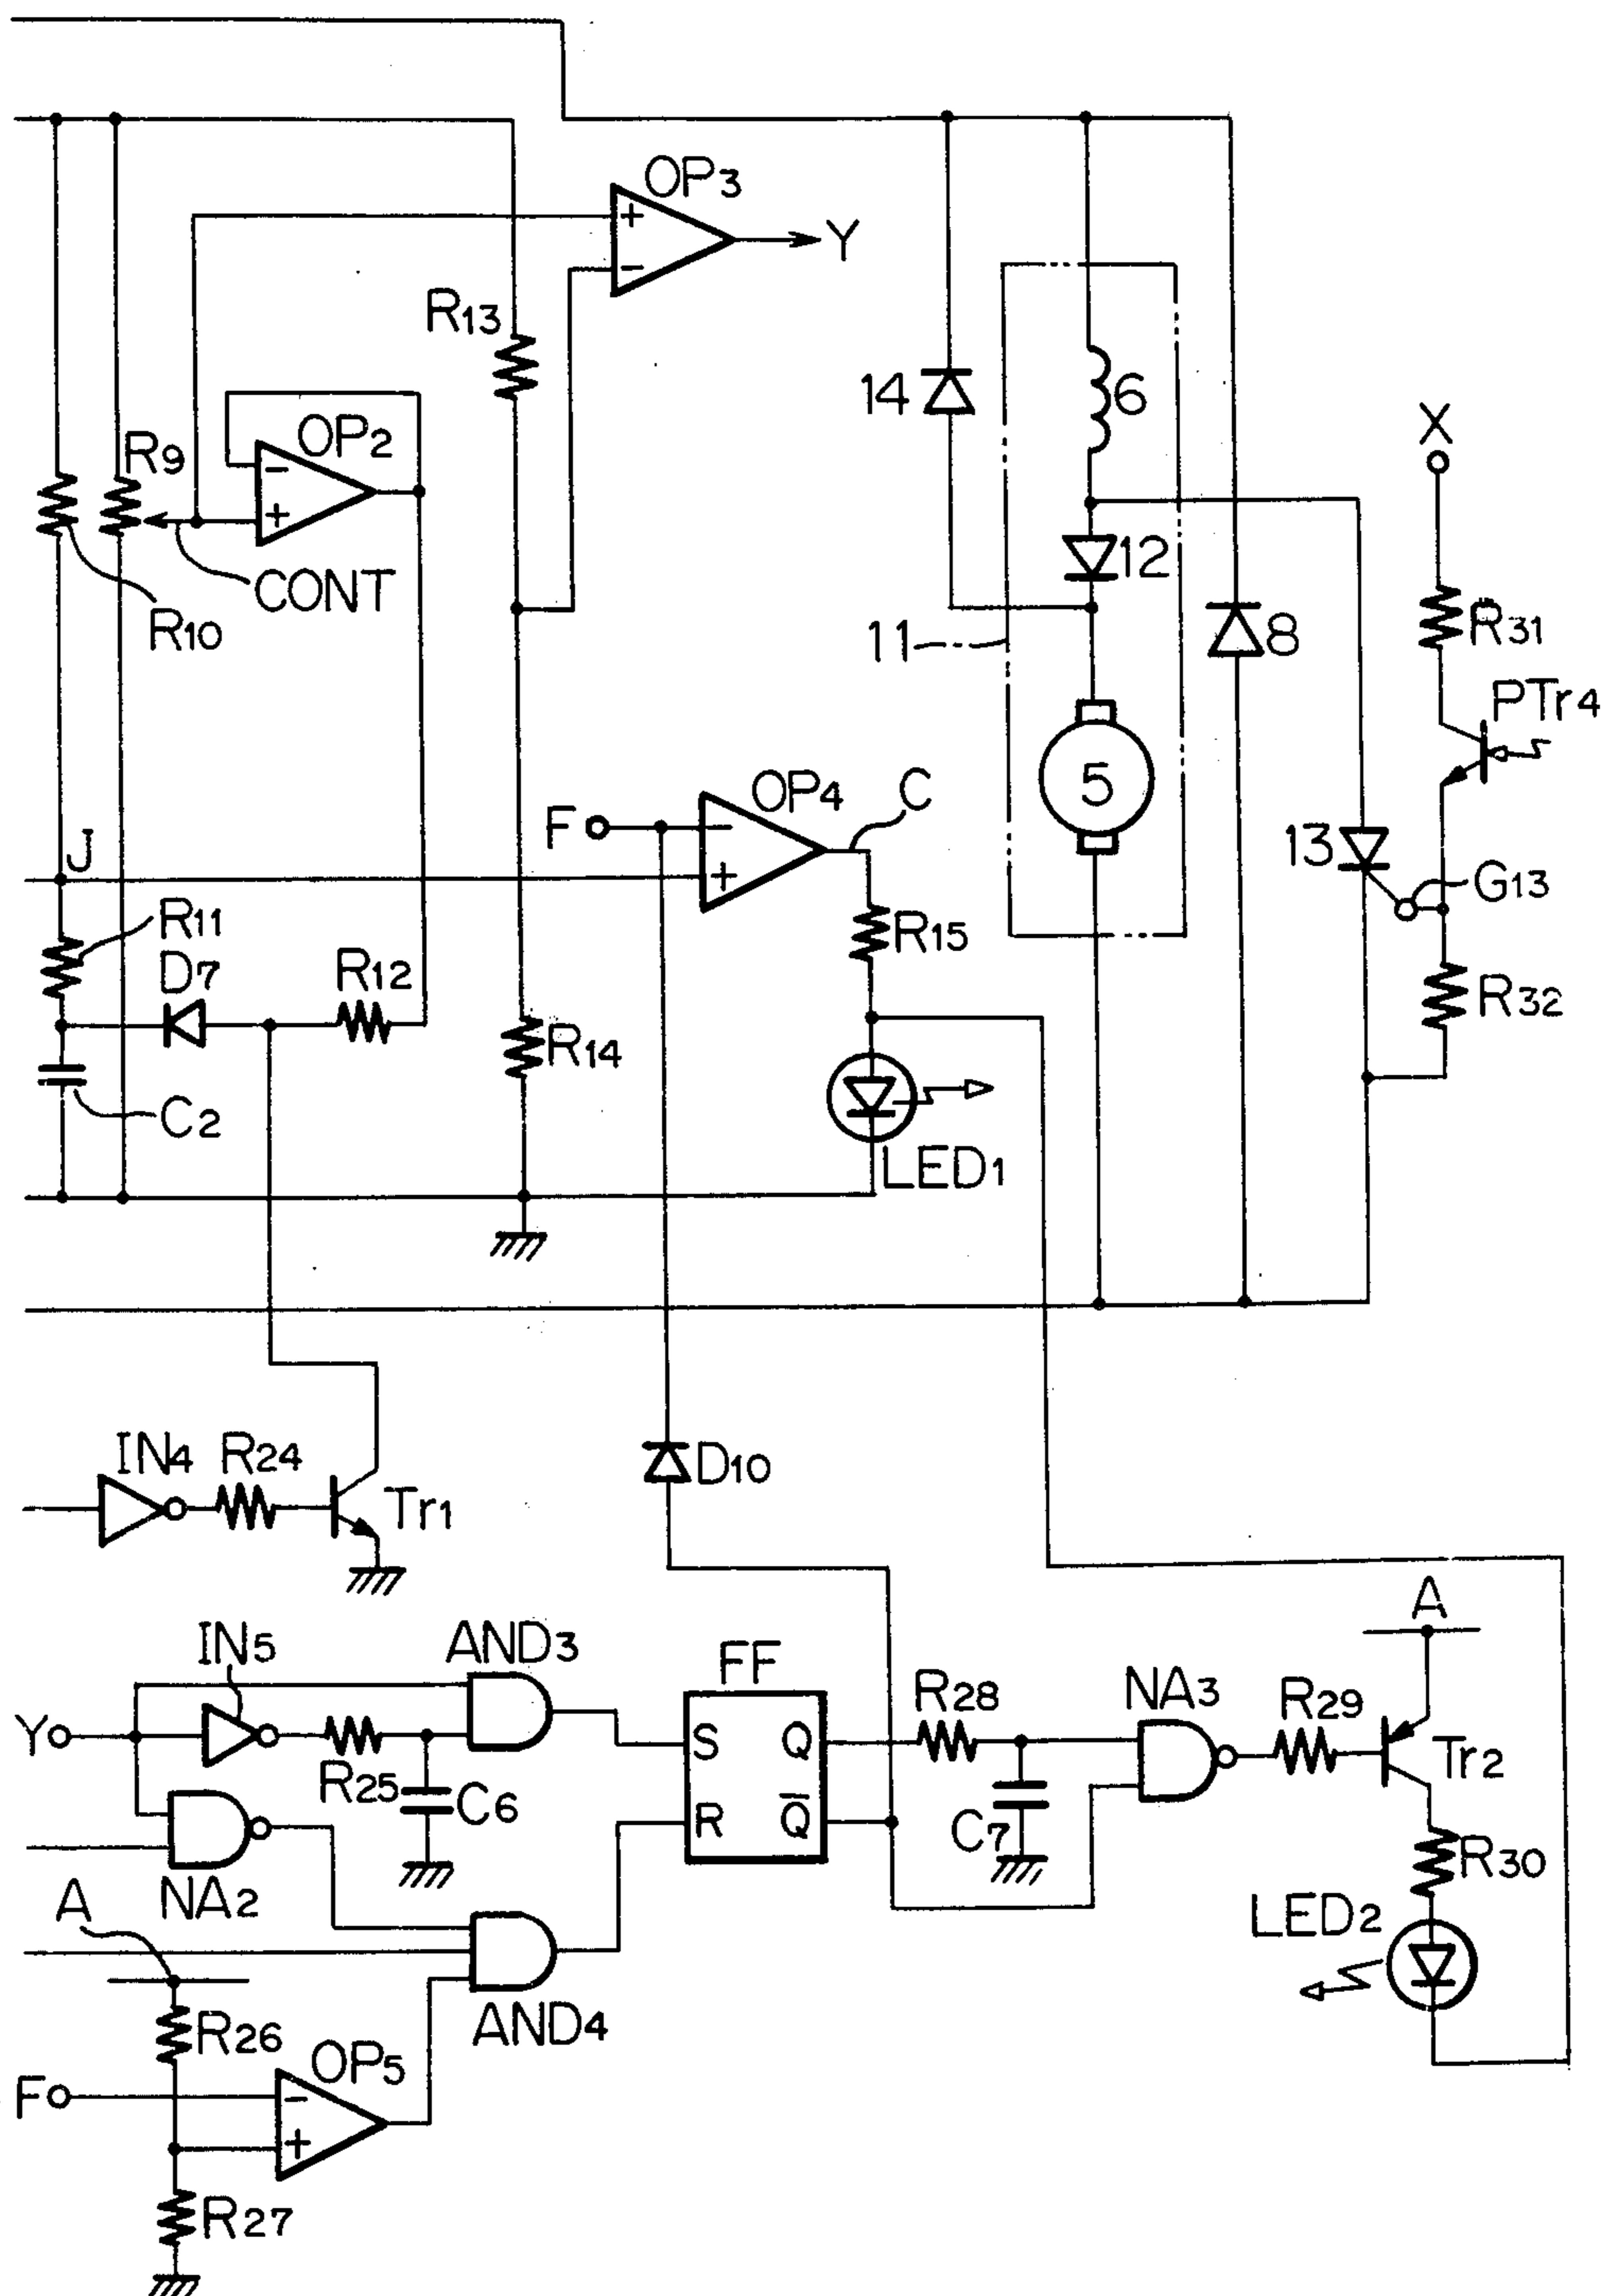 OP3
Y
R13
14
6
X
OP2
R9
CONT
12
R10
11
8
R31
PTr4
5
OP4
C
F
J
13
G13
R11
R15
D7
R12
R32
R14
C2
LED1
IN4
R24
D10
Tr1
A
IN5
AND3
FF
R28
NA3
R29
Y
S
Q
Tr2
R25
C6
R
Q̅
C7
R30
NA2
A
LED2
AND4
R26
OP5
F
R27